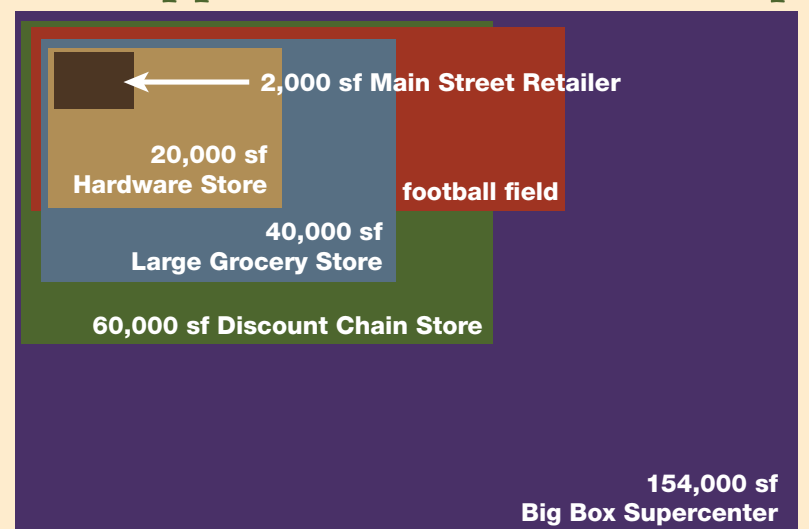 2,000 sf Main Street Retailer
20,000 sf
Hardware Store
football field
40,000 sf
Large Grocery Store
60,000 sf Discount Chain Store
154,000 sf
Big Box Supercenter